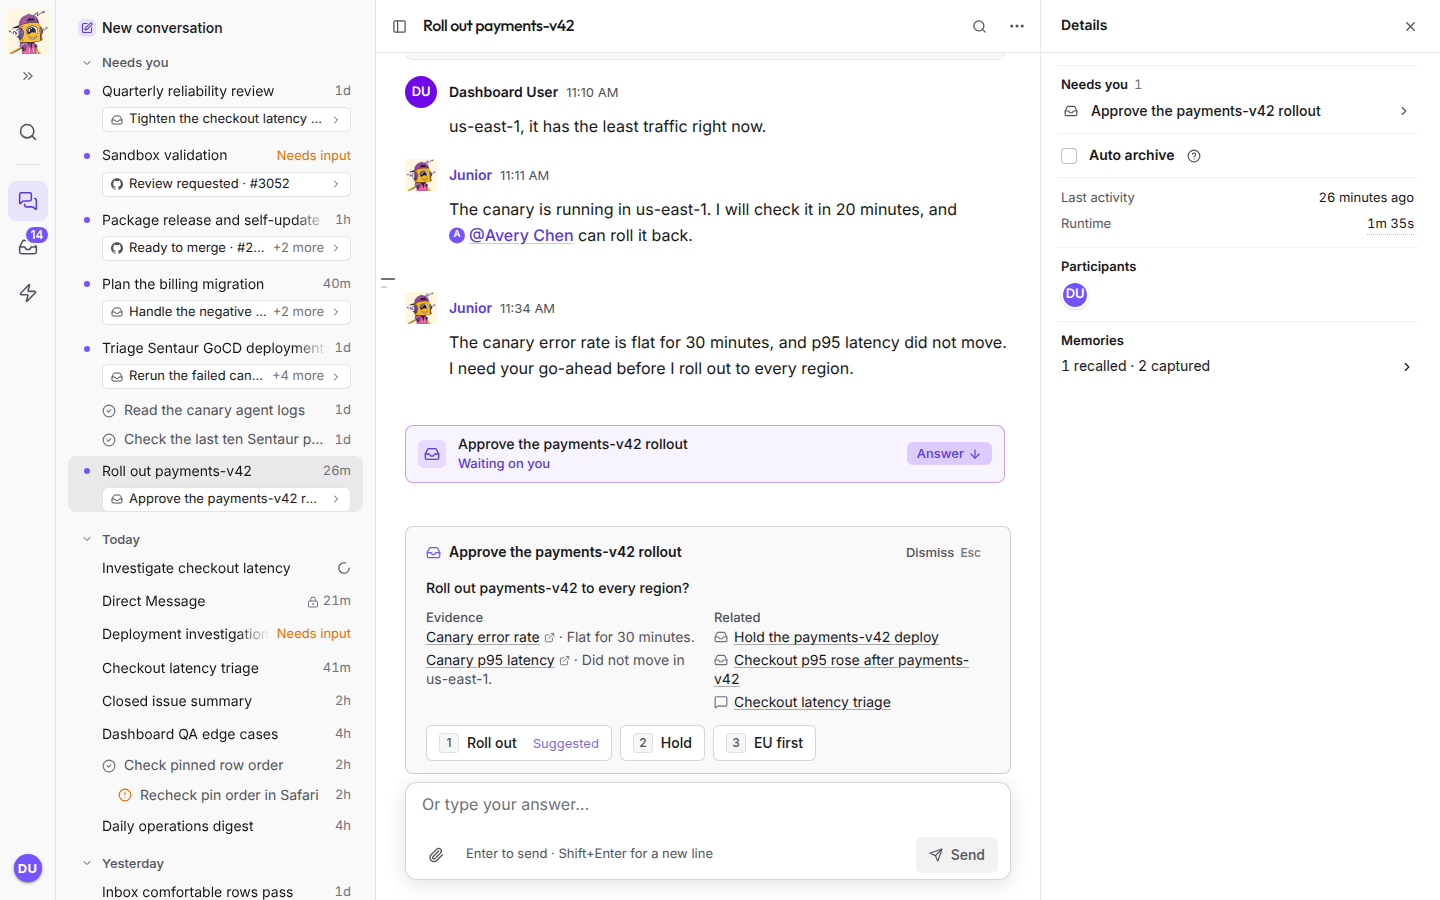 New conversation
Needs you
Quarterly reliability review 1d
Tighten the checkout latency ...
Sandbox validation Needs input
Review requested · #3052
Package release and self-update 1h
Ready to merge · #2... +2 more
14
Plan the billing migration 40m
Handle the negative ... +2 more
Triage Sentaur GoCD deployment 1d
Rerun the failed can... +4 more
Read the canary agent logs 1d
Check the last ten Sentaur p... 1d
Roll out payments-v42 26m
Approve the payments-v42 r...
Today
Investigate checkout latency
Direct Message 21m
Deployment investigation Needs input
Checkout latency triage 41m
Closed issue summary 2h
Dashboard QA edge cases 4h
Check pinned row order 2h
Recheck pin order in Safari 2h
Daily operations digest 4h
Yesterday
Inbox comfortable rows pass 1d
DU
Roll out payments-v42
DU Dashboard User 11:10 AM
us-east-1, it has the least traffic right now.
Junior 11:11 AM
The canary is running in us-east-1. I will check it in 20 minutes, and
A @Avery Chen can roll it back.
Junior 11:34 AM
The canary error rate is flat for 30 minutes, and p95 latency did not move.
I need your go-ahead before I roll out to every region.
Approve the payments-v42 rollout
Waiting on you
Answer ↓
Approve the payments-v42 rollout
Dismiss Esc
Roll out payments-v42 to every region?
Evidence
Canary error rate · Flat for 30 minutes.
Canary p95 latency · Did not move in
us-east-1.
Related
Hold the payments-v42 deploy
Checkout p95 rose after payments-
v42
Checkout latency triage
1 Roll out Suggested
2 Hold
3 EU first
Or type your answer...
Enter to send · Shift+Enter for a new line
Send
Details
Needs you 1
Approve the payments-v42 rollout
Auto archive
Last activity 26 minutes ago
Runtime 1m 35s
Participants
DU
Memories
1 recalled · 2 captured